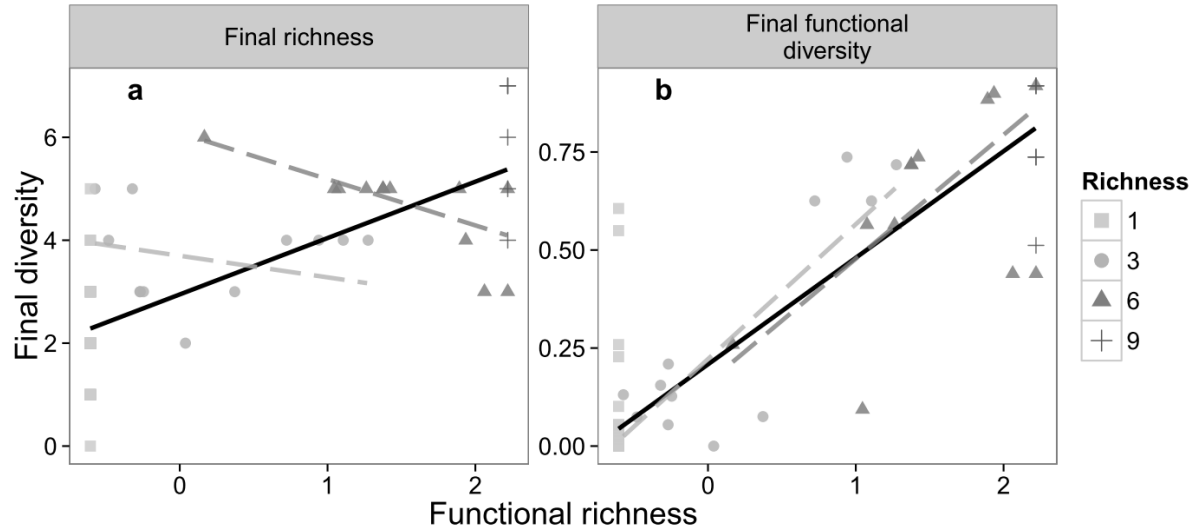 Final richness
Final functional
diversity
a
b
Final diversity
6
4
2
0
0.75
0.50
0.25
0.00
0
1
2
0
1
2
Functional richness
Richness
1
3
6
9